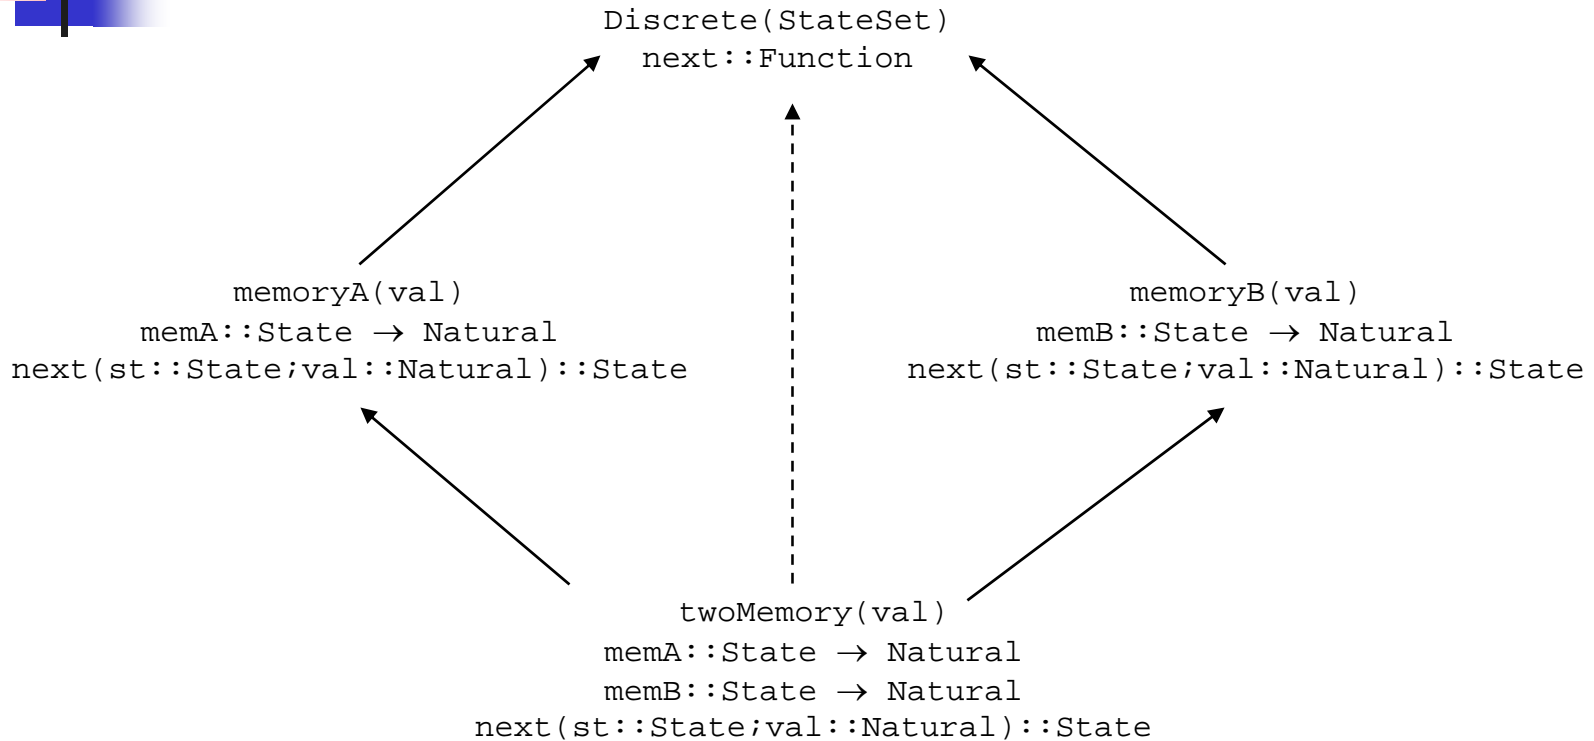 Discrete(StateSet)
next::Function
memoryA(val)
memA::State → Natural
next(st::State;val::Natural)::State
memoryB(val)
memB::State → Natural
next(st::State;val::Natural)::State
twoMemory(val)
memA::State → Natural
memB::State → Natural
next(st::State;val::Natural)::State